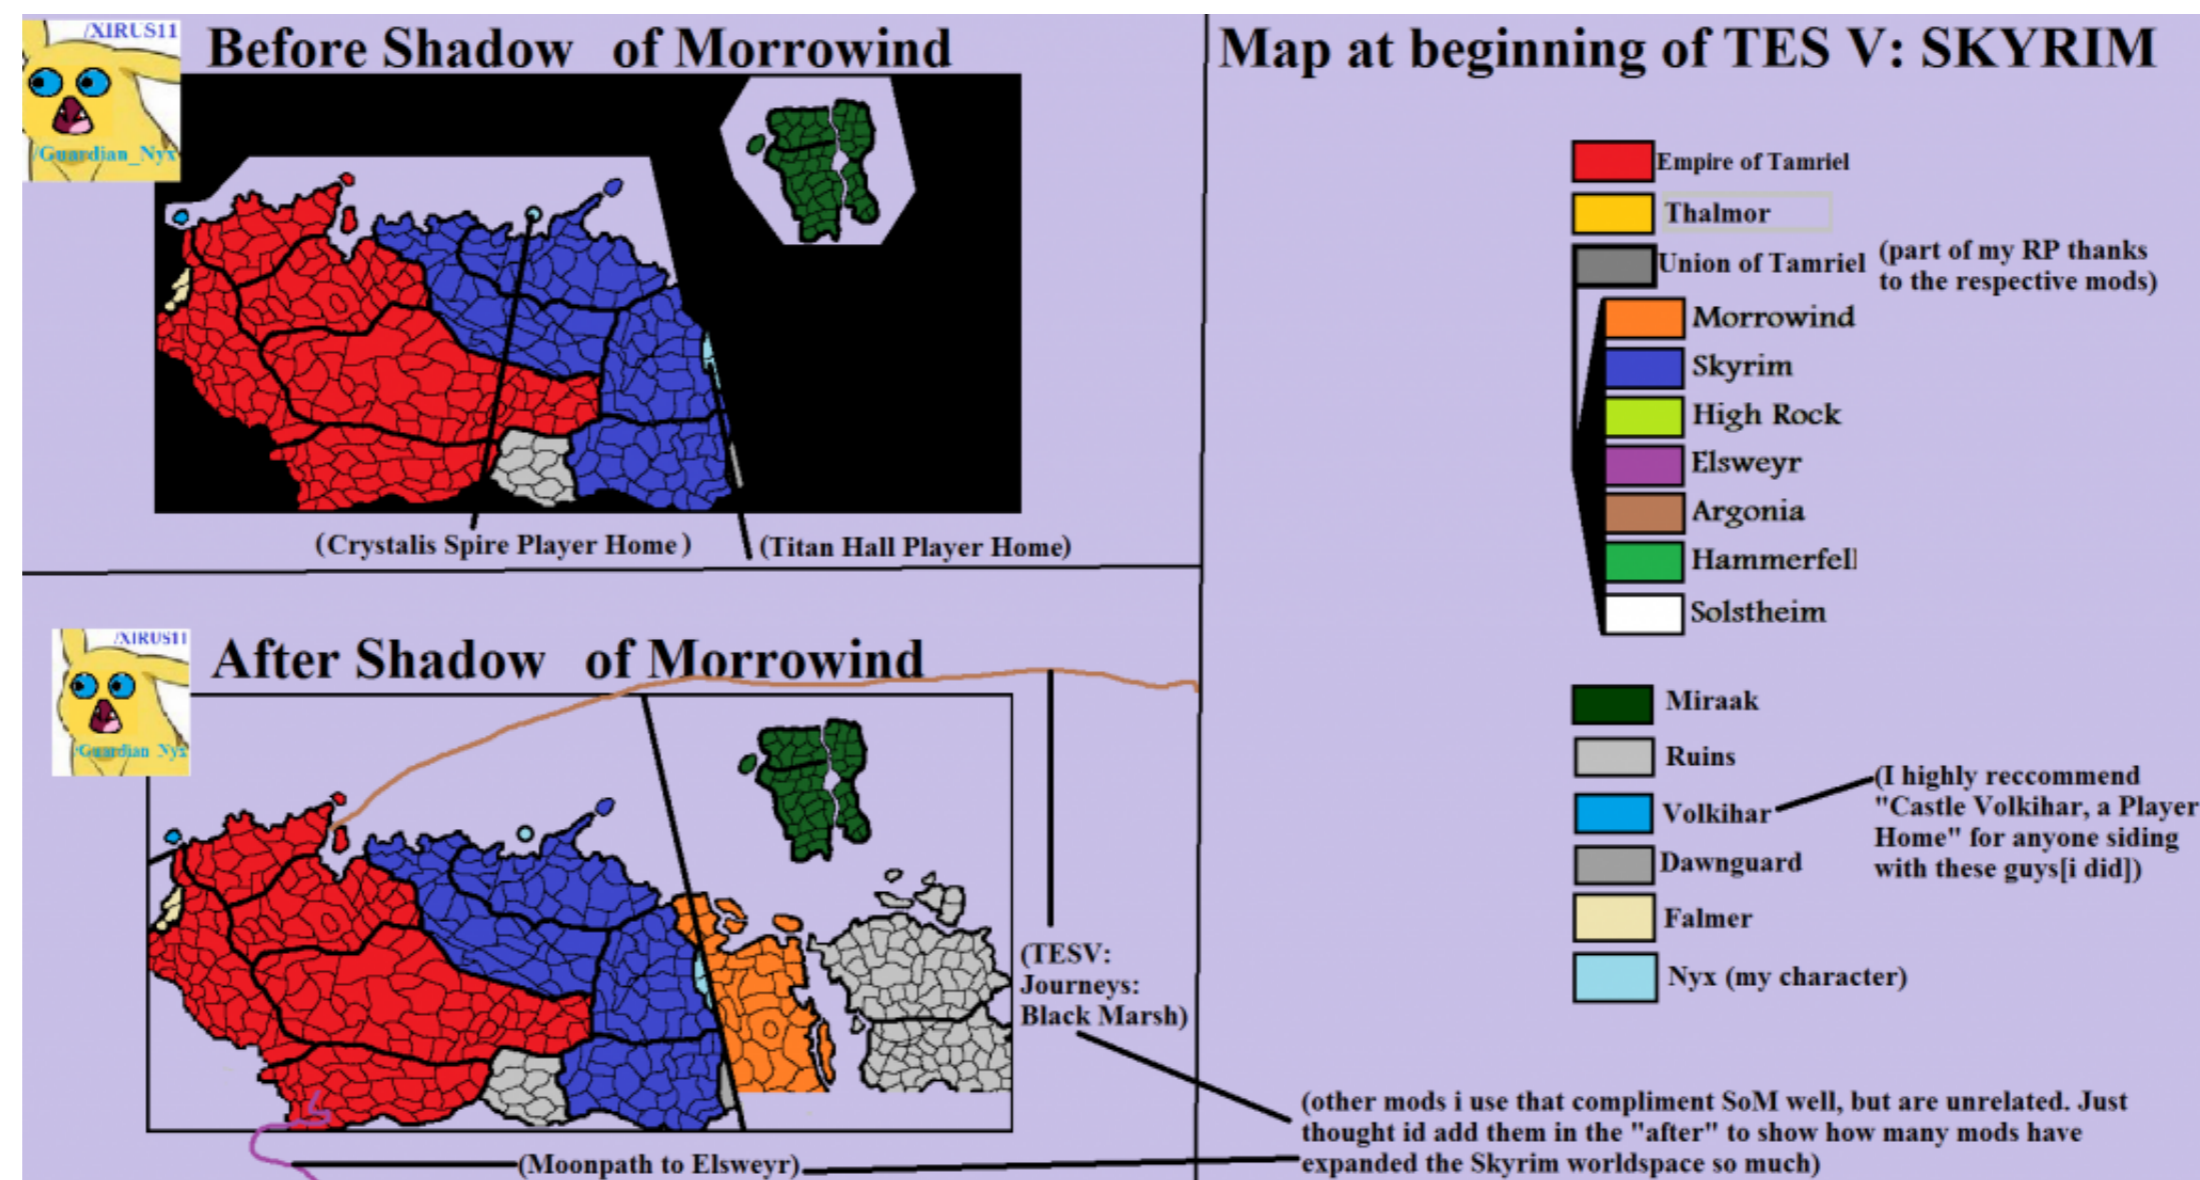 /XIRUS11
/Guardian_Nyx
Before Shadow of Morrowind
(Crystalis Spire Player Home)
(Titan Hall Player Home)
/XIRUS11
/Guardian Nyx
After Shadow of Morrowind
(TESV:
Journeys:
Black Marsh)
(Moonpath to Elsweyr)
Map at beginning of TES V: SKYRIM
Empire of Tamriel
Thalmor
Union of Tamriel
(part of my RP thanks
to the respective mods)
Morrowind
Skyrim
High Rock
Elsweyr
Argonia
Hammerfell
Solstheim
Miraak
Ruins
Volkihar
(I highly reccommend
"Castle Volkihar, a Player
Home" for anyone siding
with these guys[i did])
Dawnguard
Falmer
Nyx (my character)
(other mods i use that compliment SoM well, but are unrelated. Just
thought id add them in the "after" to show how many mods have
expanded the Skyrim worldspace so much)